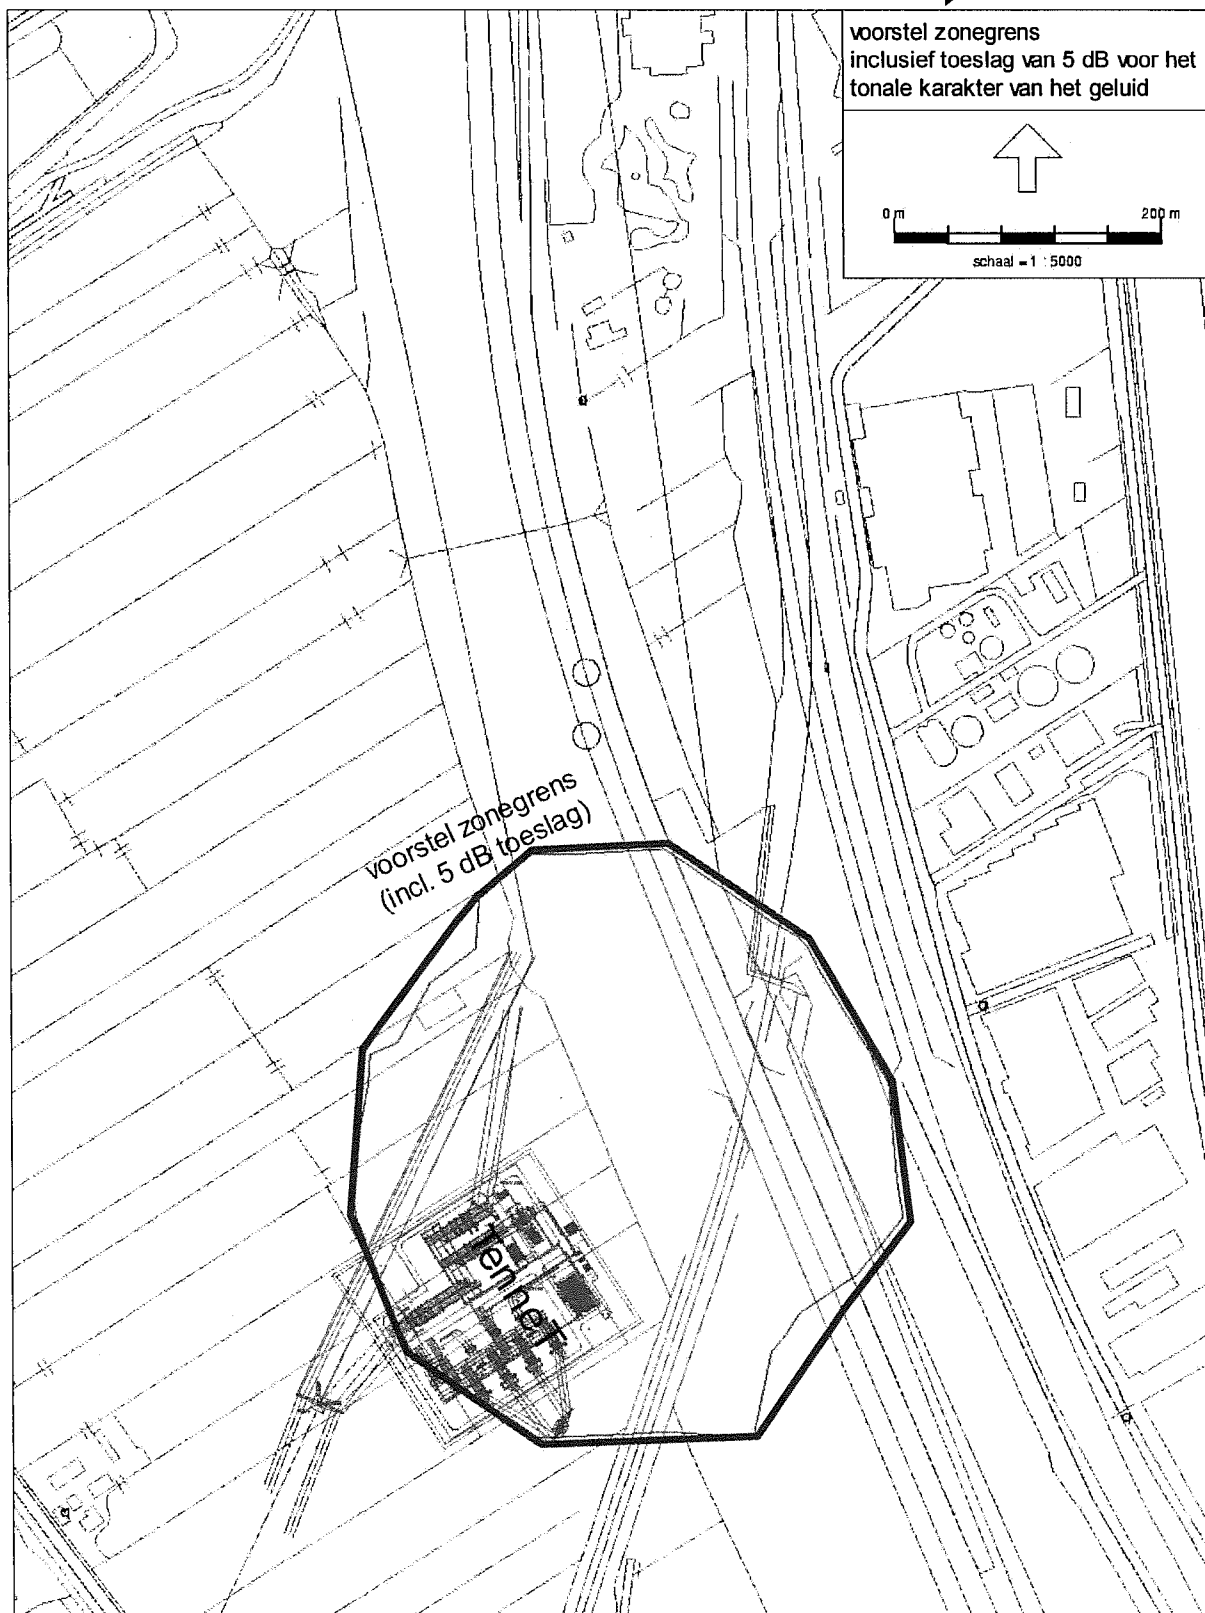 voorstel zonegrens
inclusief toeslag van 5 dB voor het
tonale karakter van het geluid
0 m
200 m
schaal = 1 : 5000
voorstel zonegrens
(incl. 5 dB toeslag)
TenneT